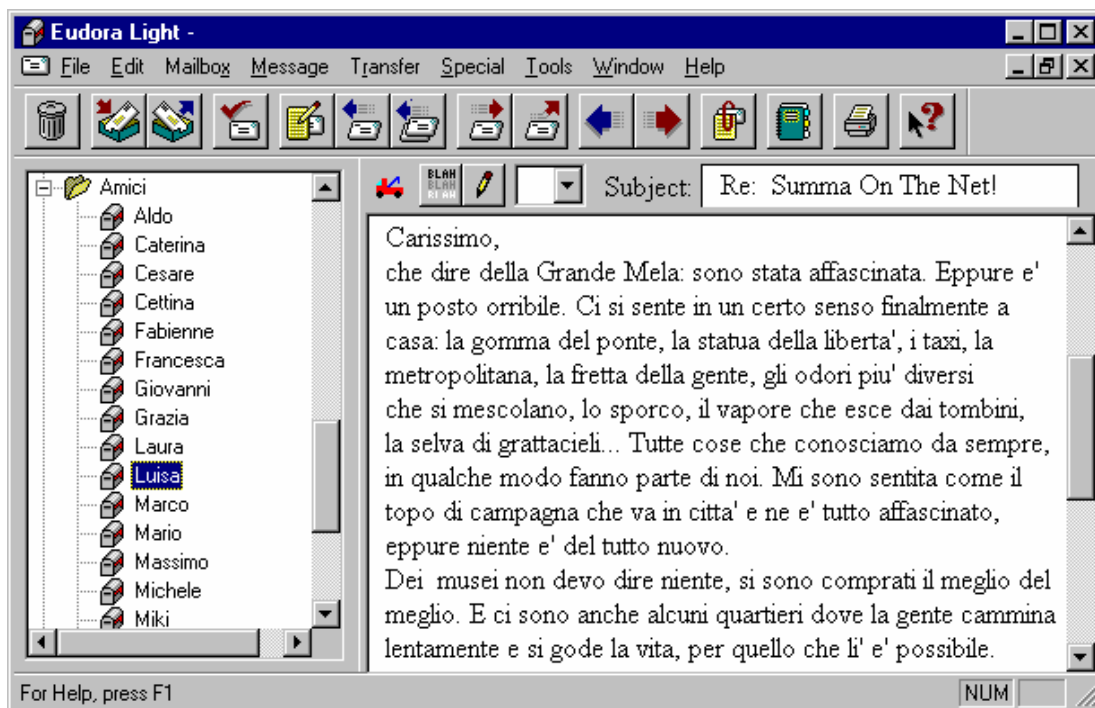 Eudora Light -
File Edit Mailbox Message Transfer Special Tools Window Help
BLAH
BLAH
BLAH
Subject: Re: Summa On The Net!
Amici
Aldo
Caterina
Cesare
Cettina
Fabienne
Francesca
Giovanni
Grazia
Laura
Luisa
Marco
Mario
Massimo
Michele
Miki
Carissimo,
che dire della Grande Mela: sono stata affascinata. Eppure e'
un posto orribile. Ci si sente in un certo senso finalmente a
casa: la gomma del ponte, la statua della liberta', i taxi, la
metropolitana, la fretta della gente, gli odori piu' diversi
che si mescolano, lo sporco, il vapore che esce dai tombini,
la selva di grattacieli... Tutte cose che conosciamo da sempre,
in qualche modo fanno parte di noi. Mi sono sentita come il
topo di campagna che va in citta' e ne e' tutto affascinato,
eppure niente e' del tutto nuovo.
Dei musei non devo dire niente, si sono comprati il meglio del
meglio. E ci sono anche alcuni quartieri dove la gente cammina
lentamente e si gode la vita, per quello che li' e' possibile.
For Help, press F1
NUM